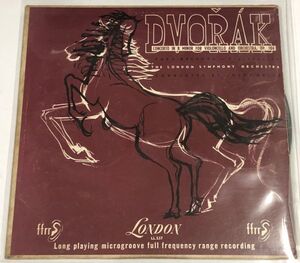 DVOŘÁK
CONCERTO IN B MINOR FOR VIOLONCELLO AND ORCHESTRA, OP. 104
THE LONDON SYMPHONY ORCHESTRA
ffrr LONDON ffrr
Long playing microgroove full frequency range recording